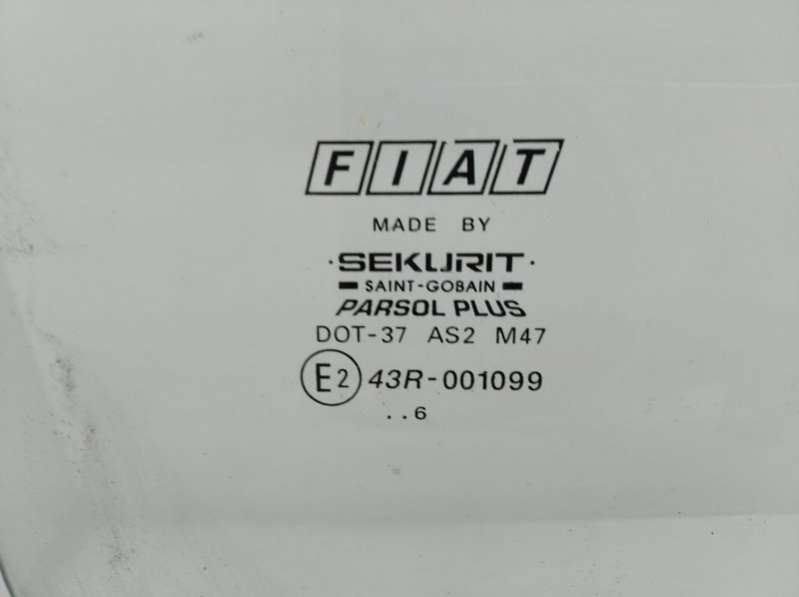 FIAT
MADE BY
·SEKURIT·
SAINT-GOBAIN
PARSOL PLUS
DOT-37 AS2 M47
E2 43R-001099
..6